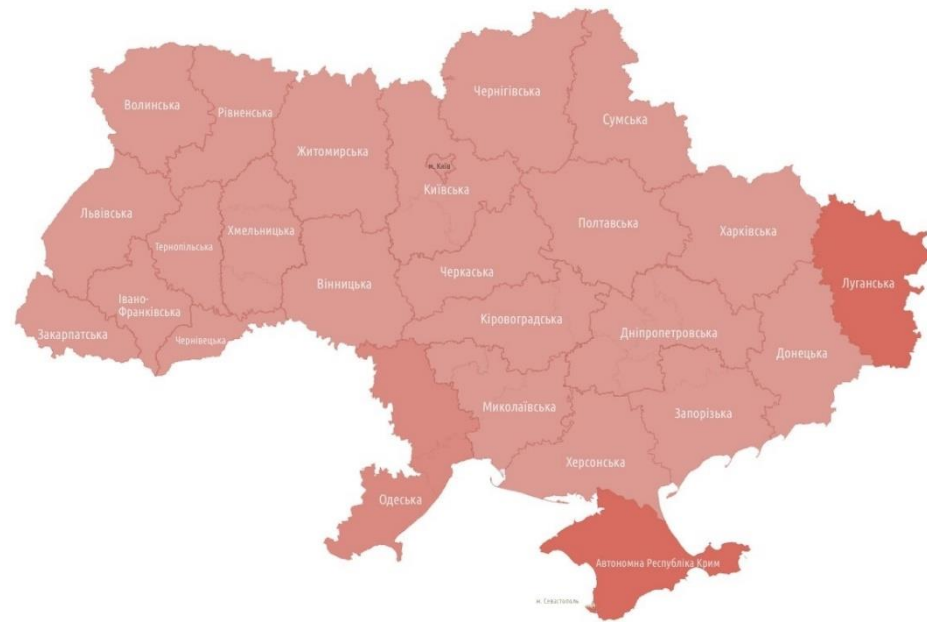 Чернігівська
Волинська
Рівненська
Сумська
Житомирська
м. Київ
Київська
Львівська
Тернопільська
Хмельницька
Полтавська
Харківська
Черкаська
Вінницька
Луганська
Івано-
Франківська
Закарпатська
Чернівецька
Кіровоградська
Дніпропетровська
Донецька
Миколаївська
Запорізька
Херсонська
Одеська
Автономна Республіка Крим
м. Севастополь